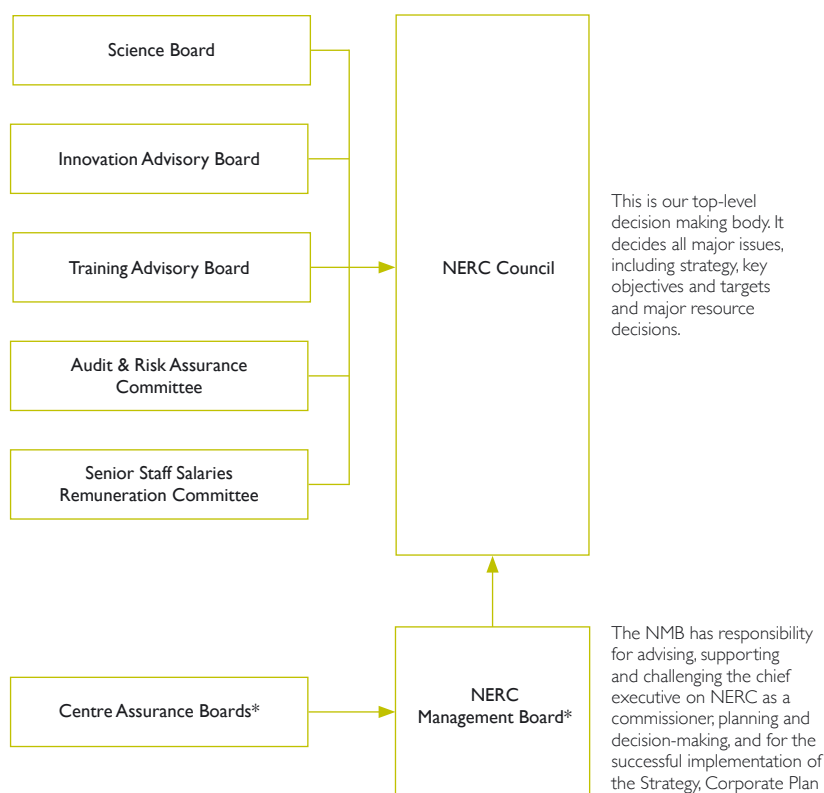 Science Board
Innovation Advisory Board
Training Advisory Board
Audit & Risk Assurance
Committee
Senior Staff Salaries
Remuneration Committee
NERC Council
This is our top-level
decision making body. It
decides all major issues,
including strategy, key
objectives and targets
and major resource
decisions.
Centre Assurance Boards*
NERC
Management Board*
The NMB has responsibility
for advising, supporting
and challenging the chief
executive on NERC as a
commissioner, planning and
decision-making, and for the
successful implementation of
the Strategy, Corporate Plan